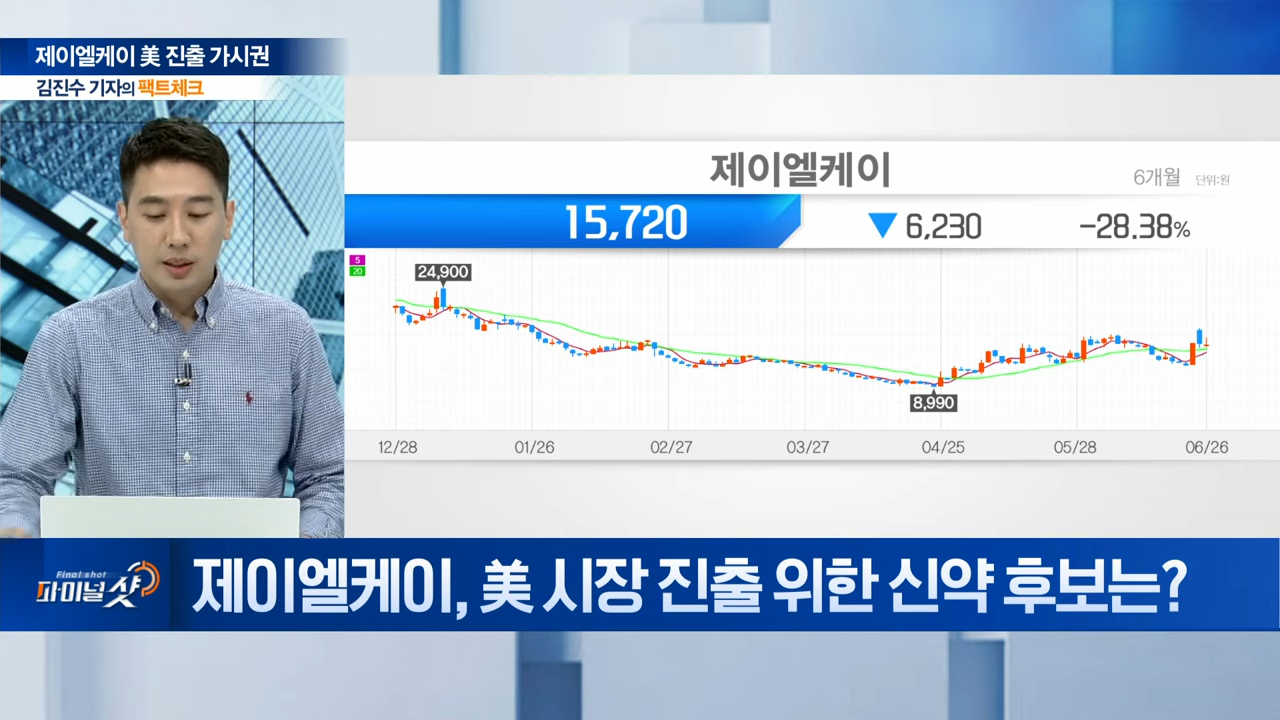 제이엘케이 美 진출 가시권
김진수 기자의 팩트체크
제이엘케이
6개월 단위:원
15,720 ▼ 6,230 -28.38%
5
20
24,900
8,990
12/28 01/26 02/27 03/27 04/25 05/28 06/26
Final shot
파이널샷
제이엘케이, 美 시장 진출 위한 신약 후보는?